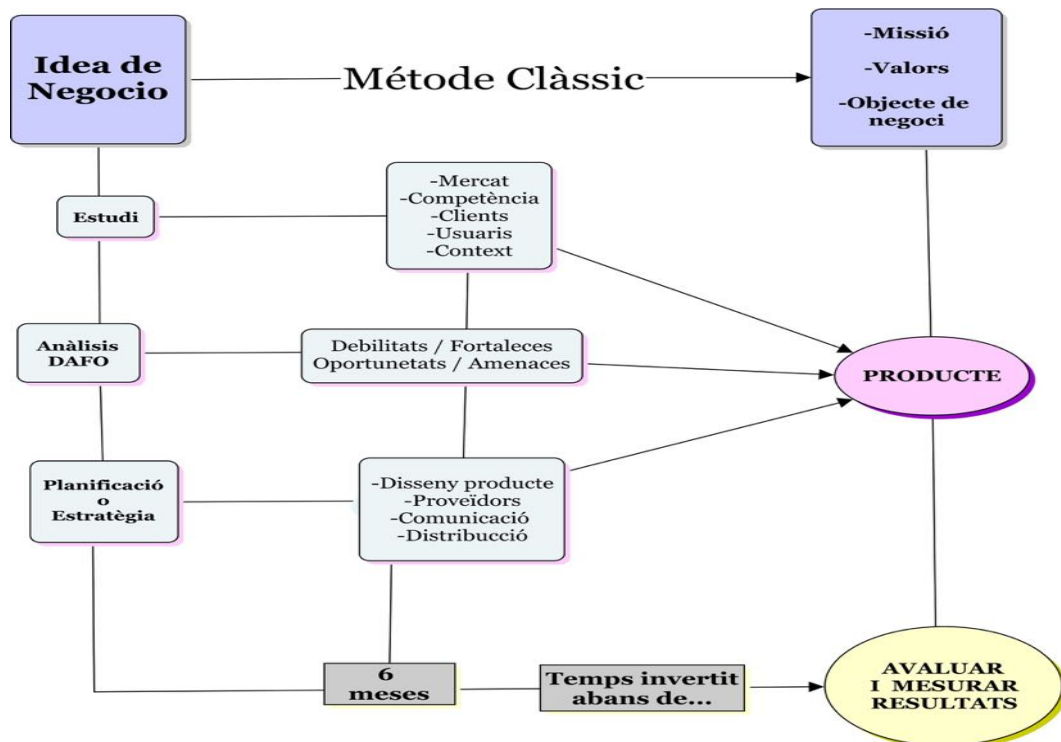 Idea de
Negocio
Métode Clàssic
-Missió
-Valors
-Objecte de
negoci
Estudi
-Mercat
-Competència
-Clients
-Usuaris
-Context
Anàlisis
DAFO
Debilitats / Fortaleces
Oportunetats / Amenaces
PRODUCTE
Planificació
o
Estratègia
-Disseny producte
-Proveïdors
-Comunicació
-Distribucció
6
meses
Temps invertit
abans de...
AVALUAR
I MESURAR
RESULTATS